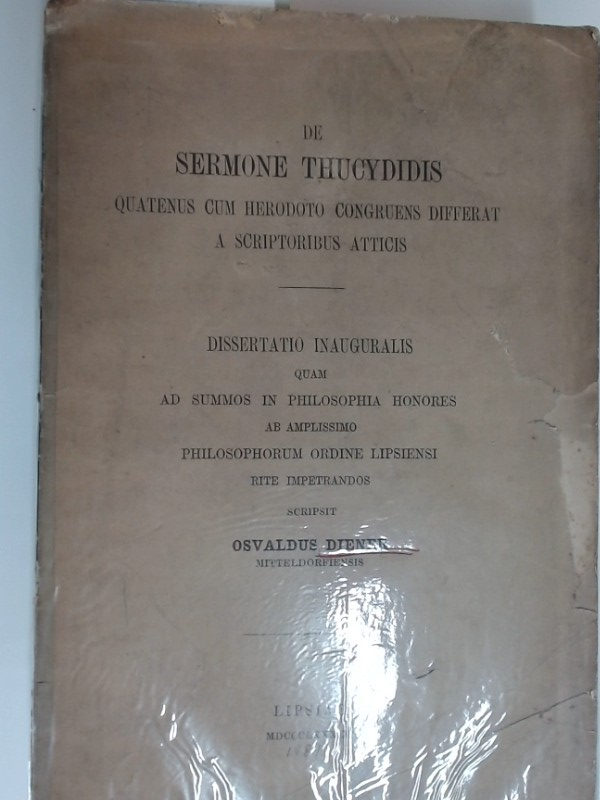 DE
SERMONE THUCYDIDIS
QUATENUS CUM HERODOTO CONGRUENS DIFFERAT
A SCRIPTORIBUS ATTICIS
DISSERTATIO INAUGURALIS
QUAM
AD SUMMOS IN PHILOSOPHIA HONORES
AB AMPLISSIMO
PHILOSOPHORUM ORDINE LIPSIENSI
RITE IMPETRANDOS
SCRIPSIT
OSVALDUS DIENER
MITTELDORFIENSIS